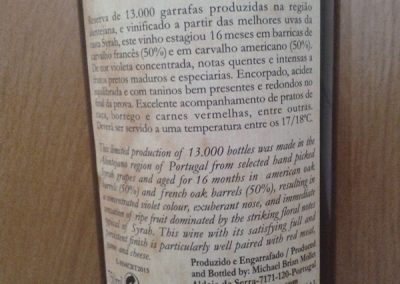 Reserva de 13.000 garrafas produzidas na região
alentejana, e vinificado a partir das melhores uvas da
casta Syrah, este vinho estagiou 16 meses em barricas de
carvalho francês (50%) e em carvalho americano (50%).
De cor violeta concentrada, notas quentes e intensas a
frutos pretos maduros e especiarias. Encorpado, acidez
equilibrada e com taninos bem presentes e redondos no
final da prova. Excelente acompanhamento de pratos de
caça, borrego e carnes vermelhas, entre outras.
Deverá ser servido a uma temperatura entre os 17/18ºC.
This limited production of 13.000 bottles was made in the
Alentejano region of Portugal from selected hand picked
Syrah grapes and aged for 16 months in american oak
barrels (50%) and french oak barrels (50%), resulting in
a concentrated violet colour, exuberant nose, and immediate
sensation of ripe fruit dominated by the striking floral notes
typical of Syrah. This wine with its satisfying full and
persistent finish is particularly well paired with red meat,
game and cheese.
Produzido e Engarrafado / Produced
and Bottled by: Michael Brian Mollet
Aldeia da Serra-7171-120-Portugal